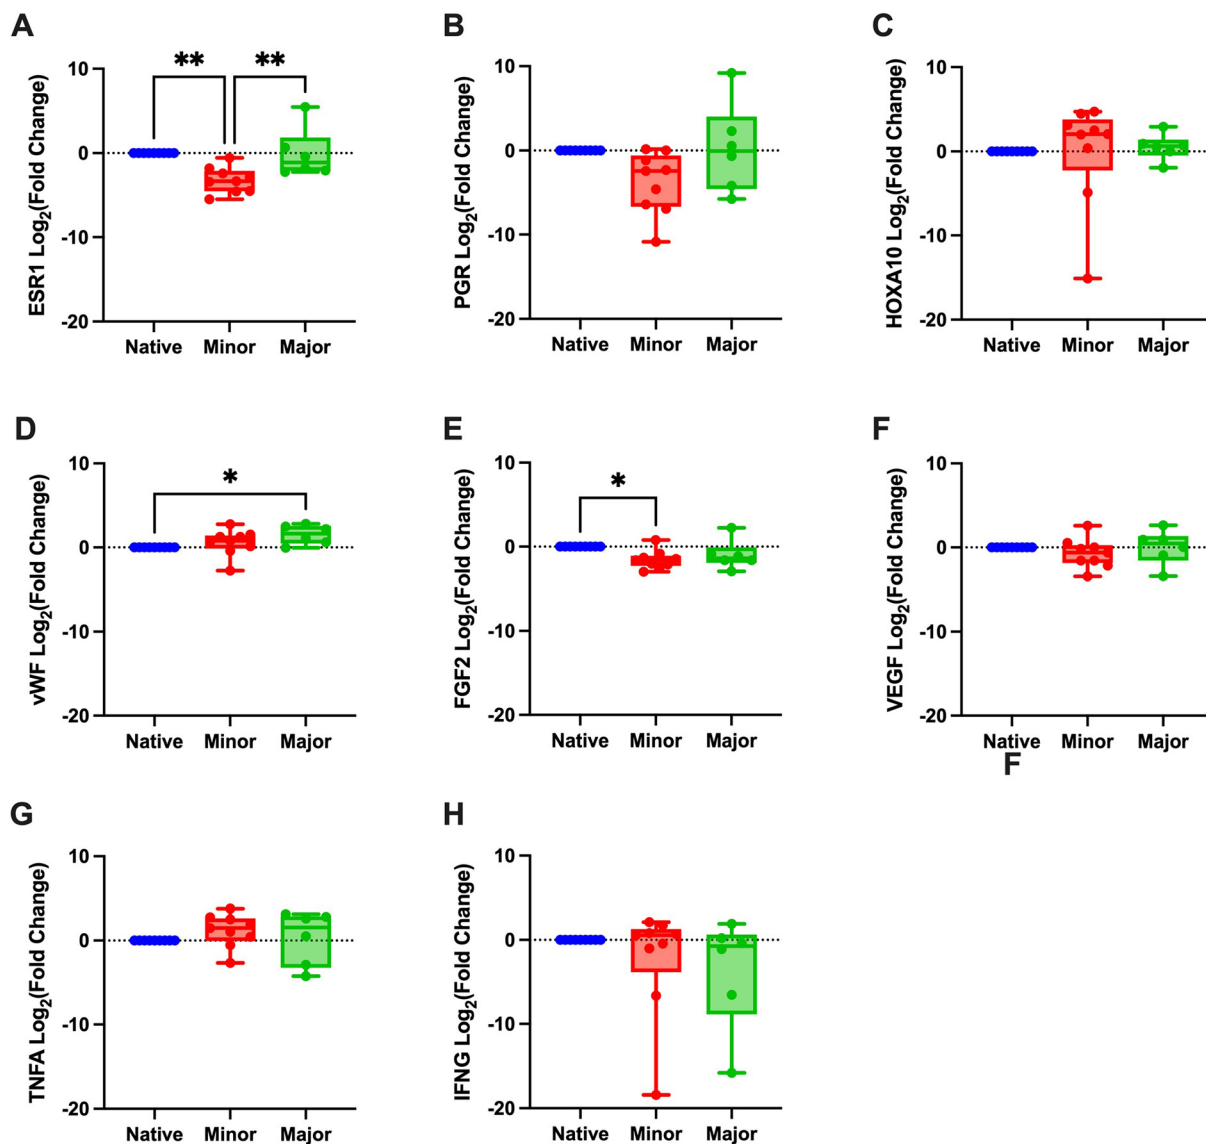 A
ESR1 Log2(Fold Change)
10
0
-10
-20
** **
Native Minor Major
B
PGR Log2(Fold Change)
10
0
-10
-20
Native Minor Major
C
HOXA10 Log2(Fold Change)
10
0
-10
-20
Native Minor Major
D
vWF Log2(Fold Change)
10
0
-10
-20
*
Native Minor Major
E
FGF2 Log2(Fold Change)
10
0
-10
-20
*
Native Minor Major
F
VEGF Log2(Fold Change)
10
0
-10
-20
Native Minor Major
F
G
TNFA Log2(Fold Change)
10
0
-10
-20
Native Minor Major
H
IFNG Log2(Fold Change)
10
0
-10
-20
Native Minor Major